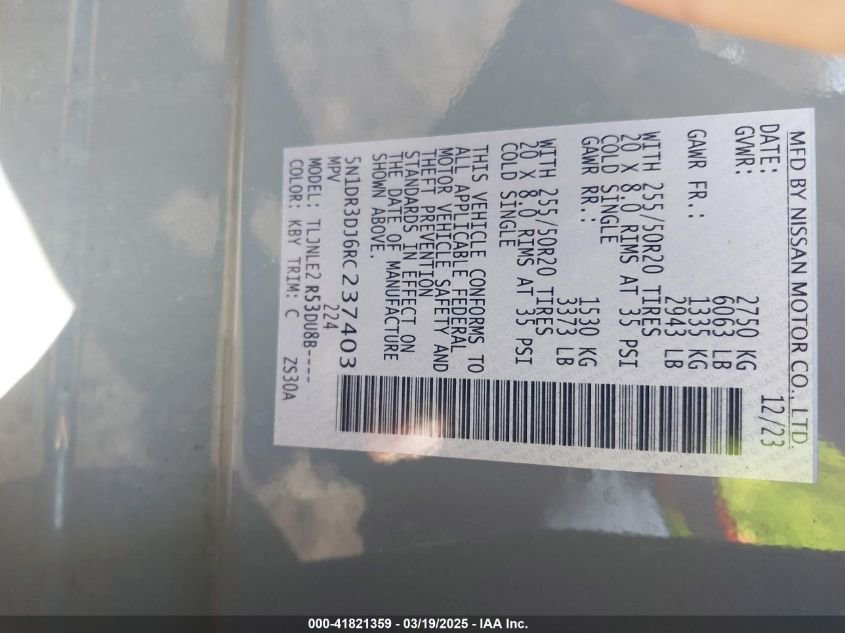 MFD BY NISSAN MOTOR CO., LTD.
DATE: 12/23
GVWR: 2750 KG
6063 LB
GAWR FR.: 1335 KG
2943 LB
WITH 255/50R20 TIRES
20 X 8.0 RIMS AT 35 PSI
COLD SINGLE
GAWR RR.: 1530 KG
3373 LB
WITH 255/50R20 TIRES
20 X 8.0 RIMS AT 35 PSI
COLD SINGLE
THIS VEHICLE CONFORMS TO
ALL APPLICABLE FEDERAL
MOTOR VEHICLE SAFETY AND
THEFT PREVENTION
STANDARDS IN EFFECT ON
THE DATE OF MANUFACTURE
SHOWN ABOVE.
5N1DR3DJ6RC237403
MPV 224
MODEL: TLJNLE2 R53DU8B----
COLOR: KBY TRIM: C ZS30A
000-41821359 - 03/19/2025 - IAA Inc.